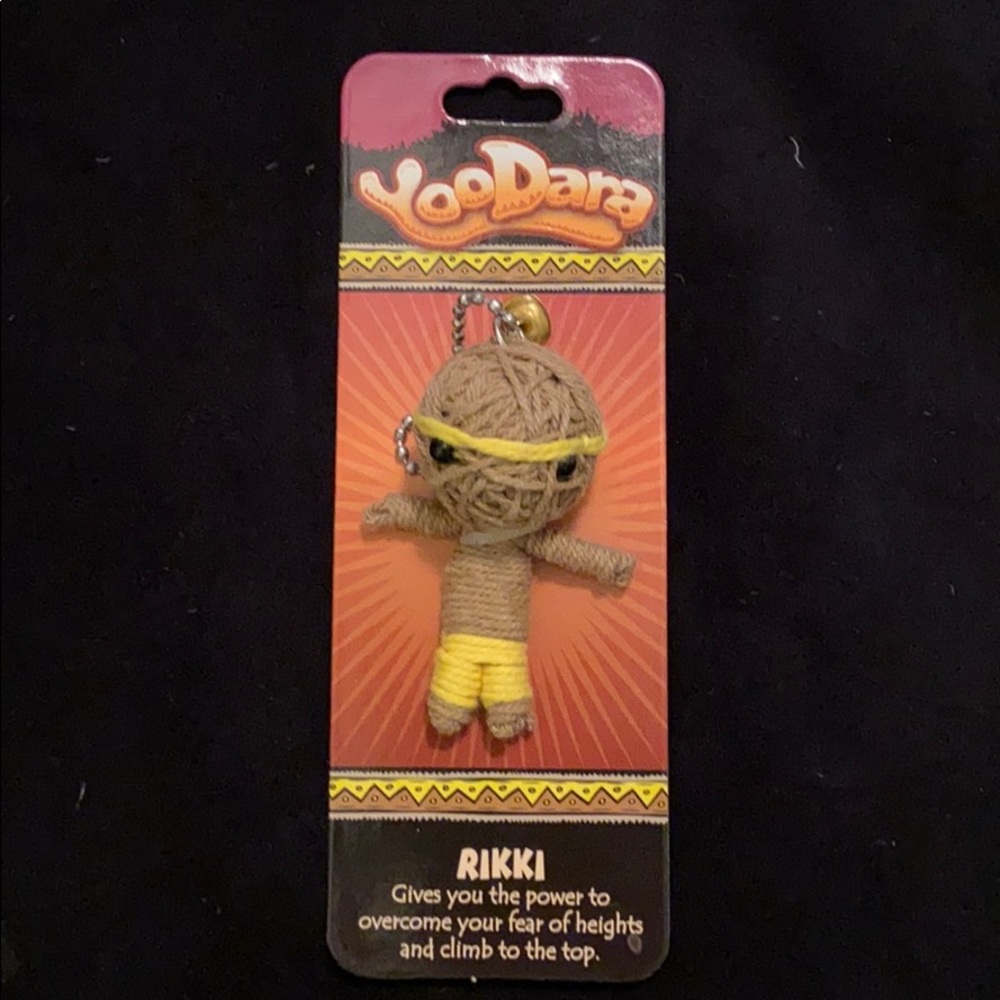 YooDara
RIKKI
Gives you the power to
overcome your fear of heights
and climb to the top.